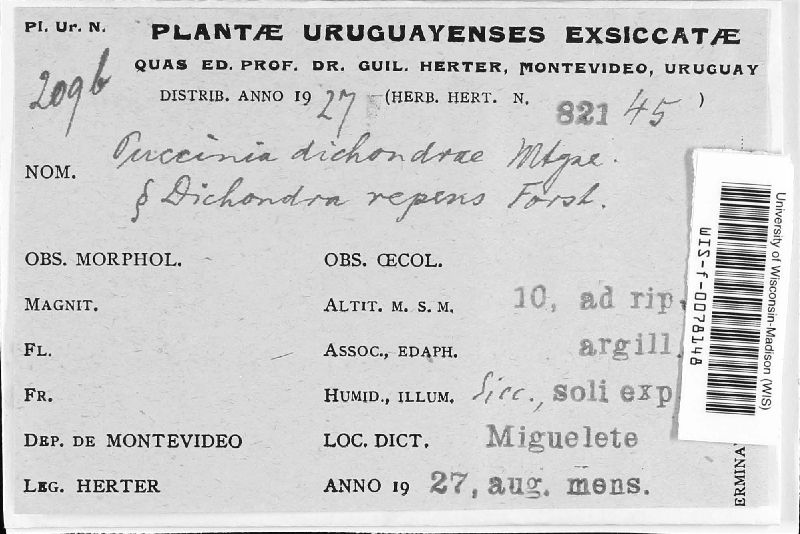 Pl. Ur. N. PLANTÆ URUGUAYENSES EXSICCATÆ
209b QUAS ED. PROF. DR. GUIL. HERTER, MONTEVIDEO, URUGUAY
DISTRIB. ANNO 1927 (HERB. HERT. N. 82145 )
NOM. Puccinia dichondrae Mtgne.
§ Dichondra repens Forst.
OBS. MORPHOL. OBS. ŒCOL.
MAGNIT. ALTIT. M. S. M. 10, ad rip.
FL. ASSOC., EDAPH. argill.
FR. HUMID., ILLUM. Sicc., soli exp
DEP. DE MONTEVIDEO LOC. DICT. Miguelete
LEG. HERTER ANNO 1927, aug. mens.
ERMINA
University of Wisconsin-Madison (WIS)
WIS-f-0078148